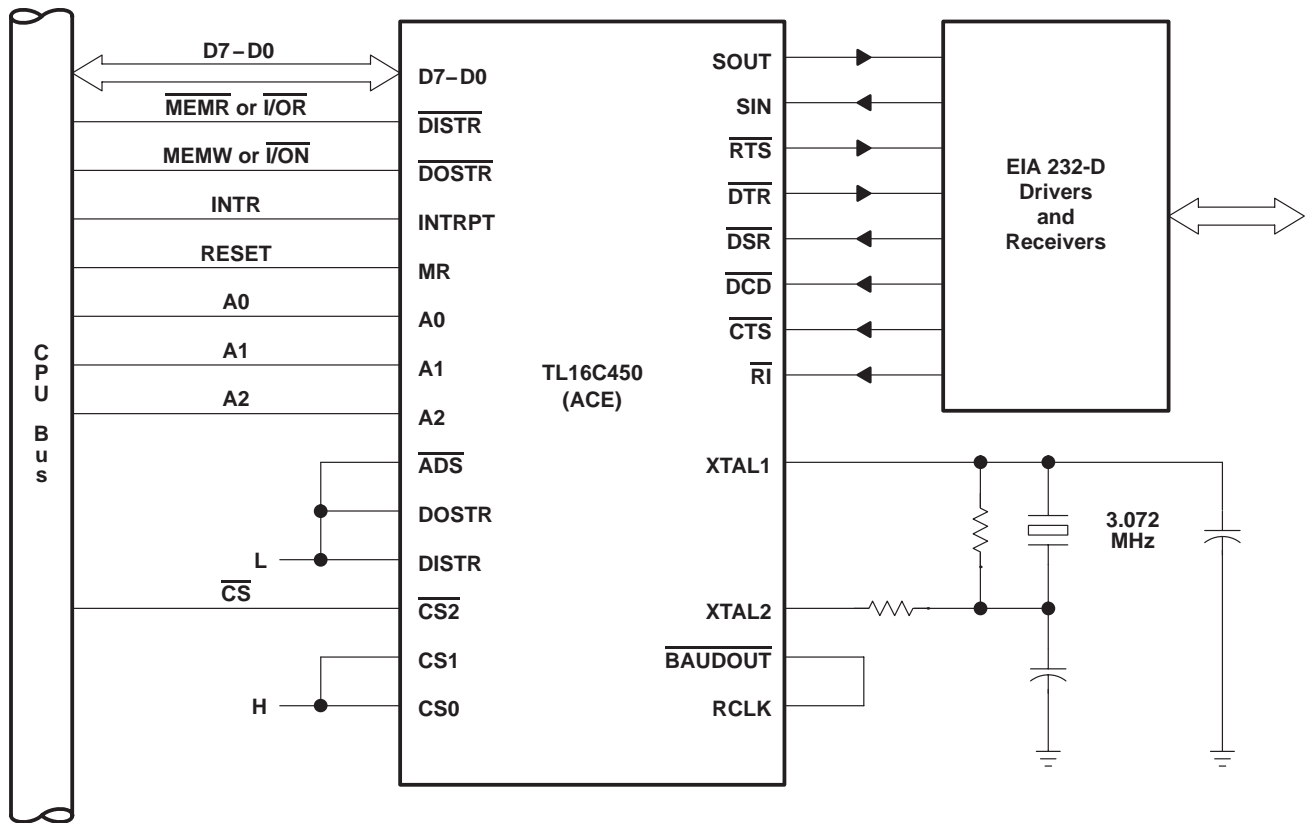 CPU Bus
D7–D0
MEMR or I/OR
MEMW or I/ON
INTR
RESET
A0
A1
A2
L
CS
H
D7–D0
DISTR
DOSTR
INTRPT
MR
A0
A1
A2
ADS
DOSTR
DISTR
CS2
CS1
CS0
TL16C450
(ACE)
SOUT
SIN
RTS
DTR
DSR
DCD
CTS
RI
XTAL1
XTAL2
BAUDOUT
RCLK
EIA 232-D
Drivers
and
Receivers
3.072
MHz